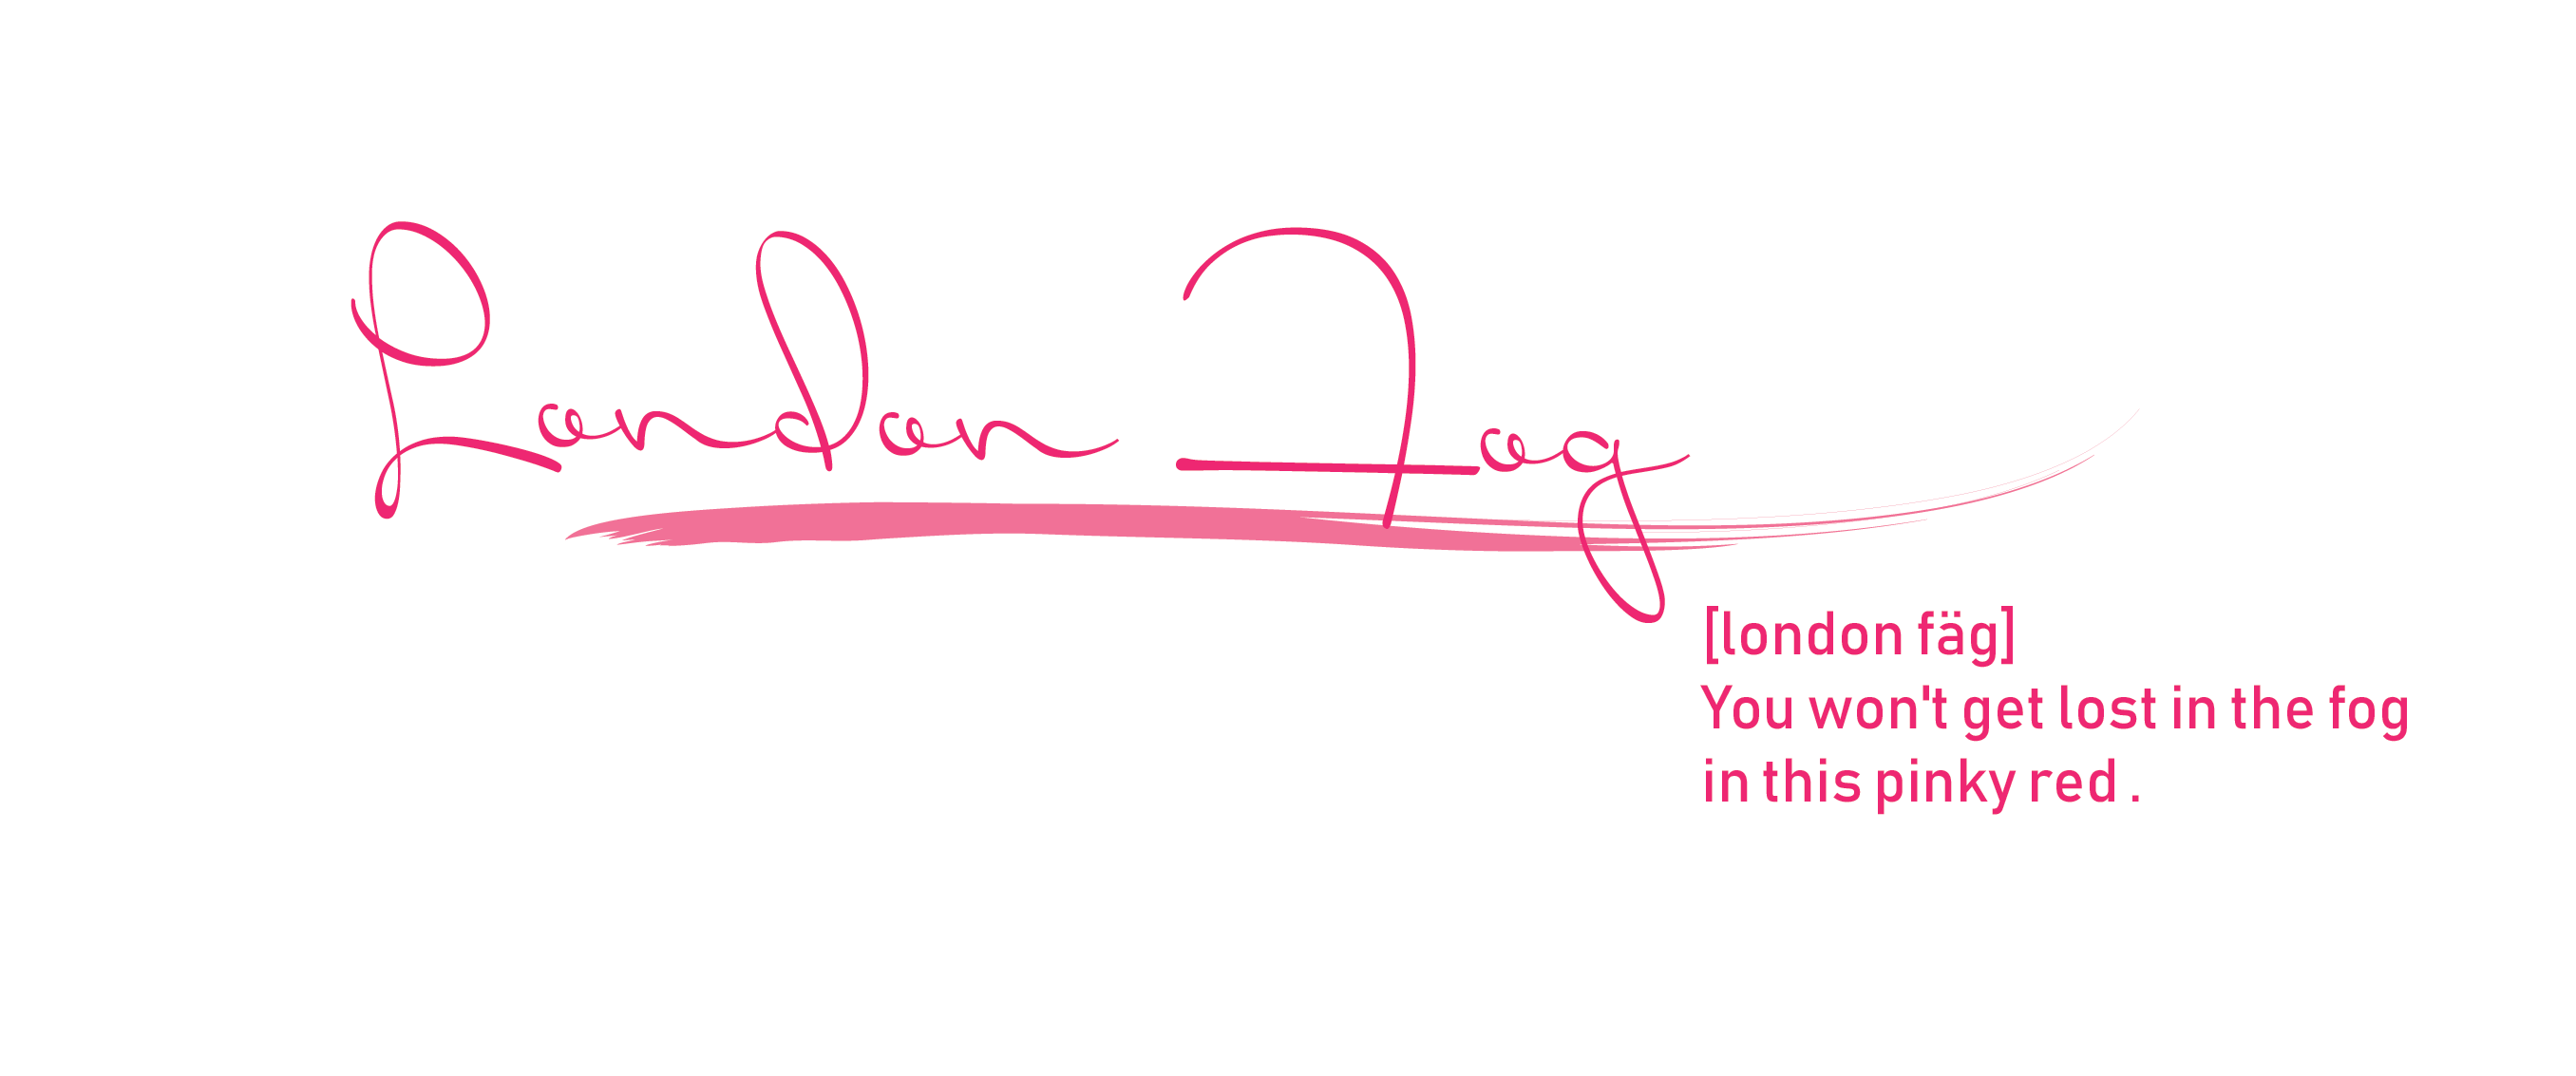 London Fog
[london fäg]
You won't get lost in the fog
in this pinky red .